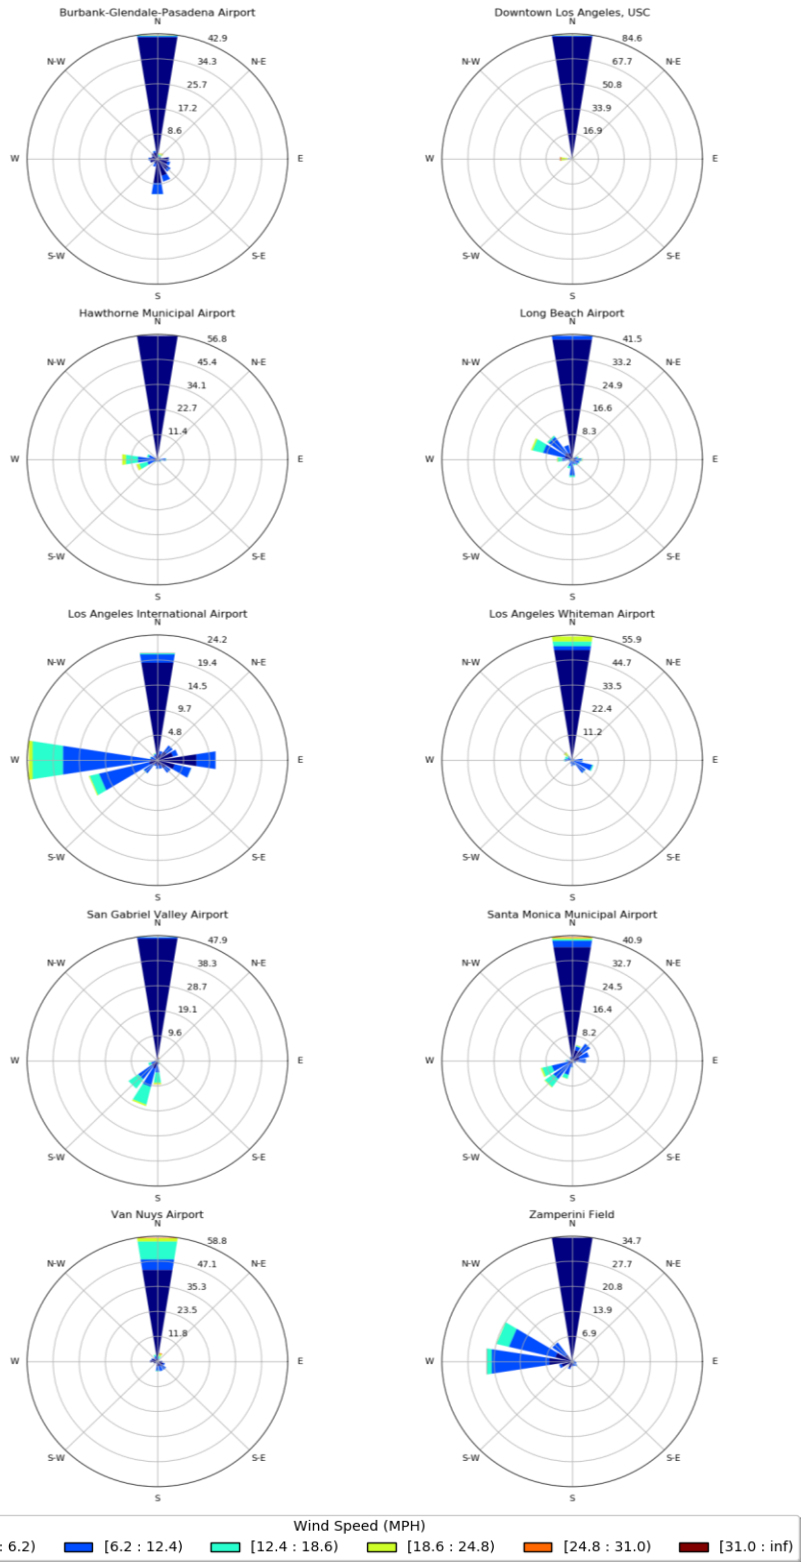 Burbank-Glendale-Pasadena Airport
N
42.9
N-W
N-E
34.3
25.7
17.2
8.6
W
E
S-W
S-E
S
Downtown Los Angeles, USC
N
84.6
N-W
N-E
67.7
50.8
33.9
16.9
W
E
S-W
S-E
S
Hawthorne Municipal Airport
N
56.8
N-W
N-E
45.4
34.1
22.7
11.4
W
E
S-W
S-E
S
Long Beach Airport
N
41.5
N-W
N-E
33.2
24.9
16.6
8.3
W
E
S-W
S-E
S
Los Angeles International Airport
N
24.2
N-W
N-E
19.4
14.5
9.7
4.8
W
E
S-W
S-E
S
Los Angeles Whiteman Airport
N
55.9
N-W
N-E
44.7
33.5
22.4
11.2
W
E
S-W
S-E
S
San Gabriel Valley Airport
N
47.9
N-W
N-E
38.3
28.7
19.1
9.6
W
E
S-W
S-E
S
Santa Monica Municipal Airport
N
40.9
N-W
N-E
32.7
24.5
16.4
8.2
W
E
S-W
S-E
S
Van Nuys Airport
N
58.8
N-W
N-E
47.1
35.3
23.5
11.8
W
E
S-W
S-E
S
Zamperini Field
N
34.7
N-W
N-E
27.7
20.8
13.9
6.9
W
E
S-W
S-E
S
Wind Speed (MPH)
: 6.2) [6.2 : 12.4) [12.4 : 18.6) [18.6 : 24.8) [24.8 : 31.0) [31.0 : inf)